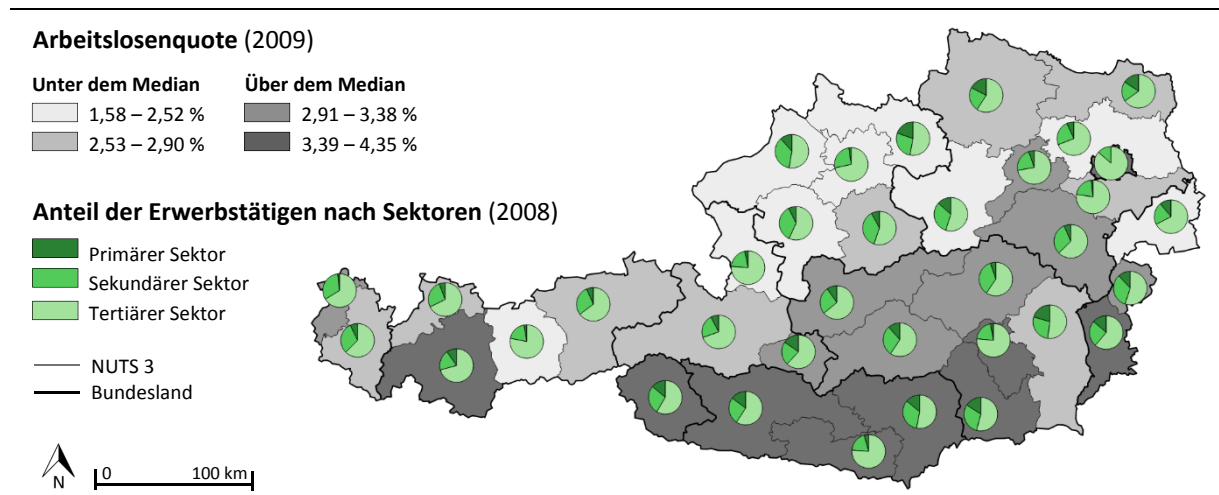 Arbeitslosenquote (2009)
Unter dem Median
Über dem Median
1,58 – 2,52 %
2,91 – 3,38 %
2,53 – 2,90 %
3,39 – 4,35 %
Anteil der Erwerbstätigen nach Sektoren (2008)
Primärer Sektor
Sekundärer Sektor
Tertiärer Sektor
NUTS 3
Bundesland
N
0 100 km